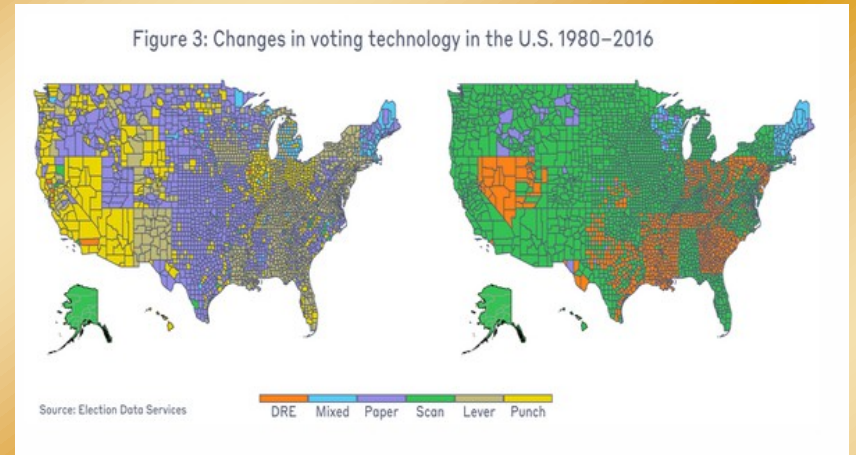 Figure 3: Changes in voting technology in the U.S. 1980–2016
Source: Election Data Services
DRE Mixed Paper Scan Lever Punch